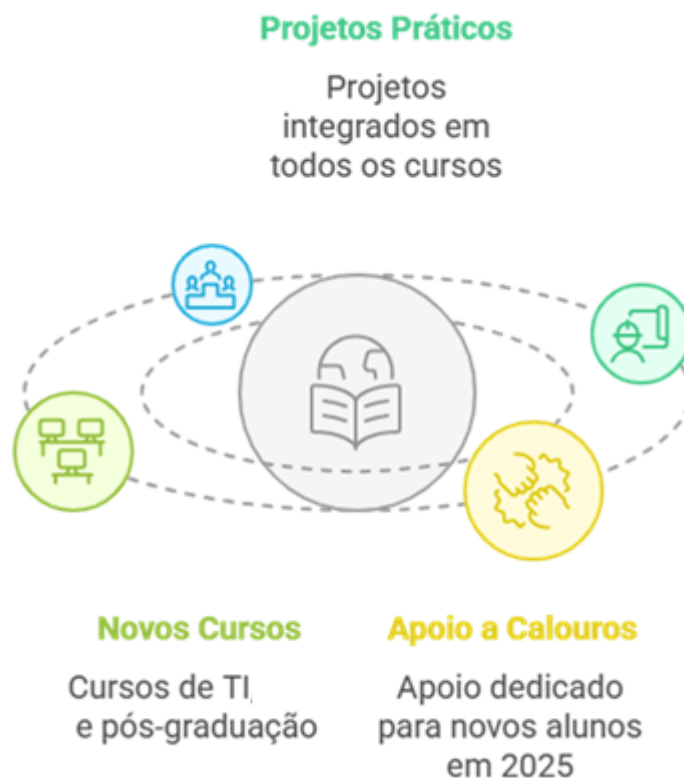 Projetos Práticos
Projetos
integrados em
todos os cursos
Novos Cursos
Cursos de TI,
e pós-graduação
Apoio a Calouros
Apoio dedicado
para novos alunos
em 2025